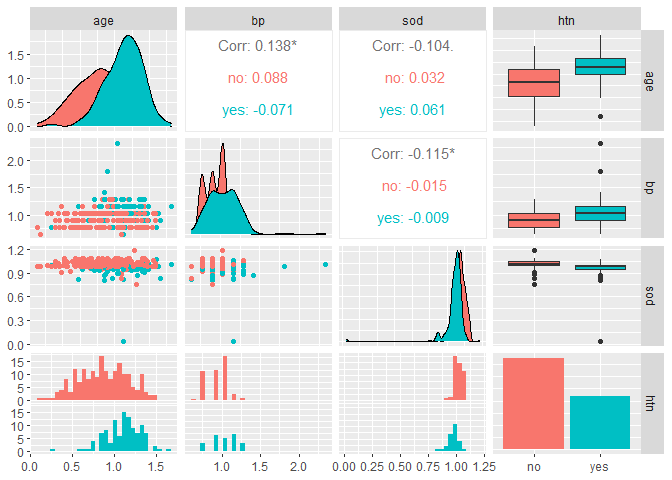 age bp sod htn
2.0
1.5
1.0
0.5
0.0
Corr: 0.138*
no: 0.088
yes: -0.071
Corr: -0.104.
no: 0.032
yes: 0.061
age
2.0
1.5
1.0
Corr: -0.115*
no: -0.015
yes: -0.009
bp
1.2
0.9
0.6
0.3
0.0
sod
15
10
5
0
15
10
5
0
htn
0.0 0.5 1.0 1.5 1.0 1.5 2.0 0.00 0.25 0.50 0.75 1.00 1.25 no yes